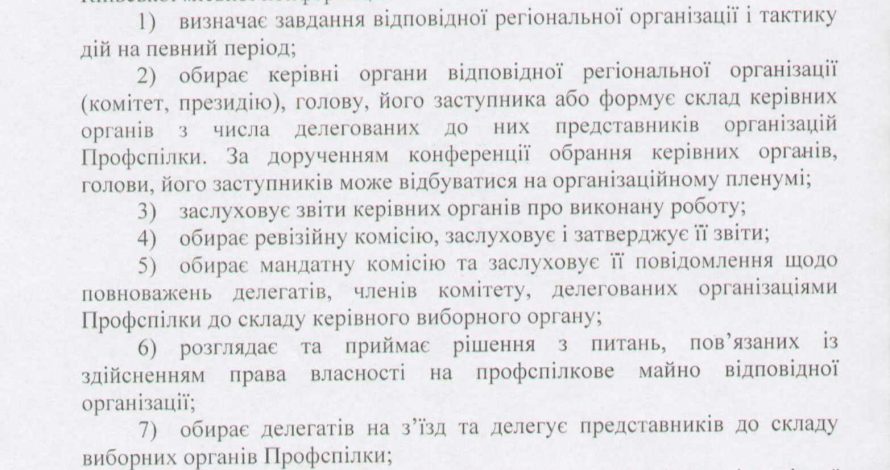 1) визначає завдання відповідної регіональної організації і тактику
дій на певний період;
2) обирає керівні органи відповідної регіональної організації
(комітет, президію), голову, його заступника або формує склад керівних
органів з числа делегованих до них представників організацій
Профспілки. За дорученням конференції обрання керівних органів,
голови, його заступників може відбуватися на організаційному пленумі;
3) заслуховує звіти керівних органів про виконану роботу;
4) обирає ревізійну комісію, заслуховує і затверджує її звіти;
5) обирає мандатну комісію та заслуховує її повідомлення щодо
повноважень делегатів, членів комітету, делегованих організаціями
Профспілки до складу керівного виборного органу;
6) розглядає та приймає рішення з питань, пов’язаних із
здійсненням права власності на профспілкове майно відповідної
організації;
7) обирає делегатів на з’їзд та делегує представників до складу
виборних органів Профспілки;